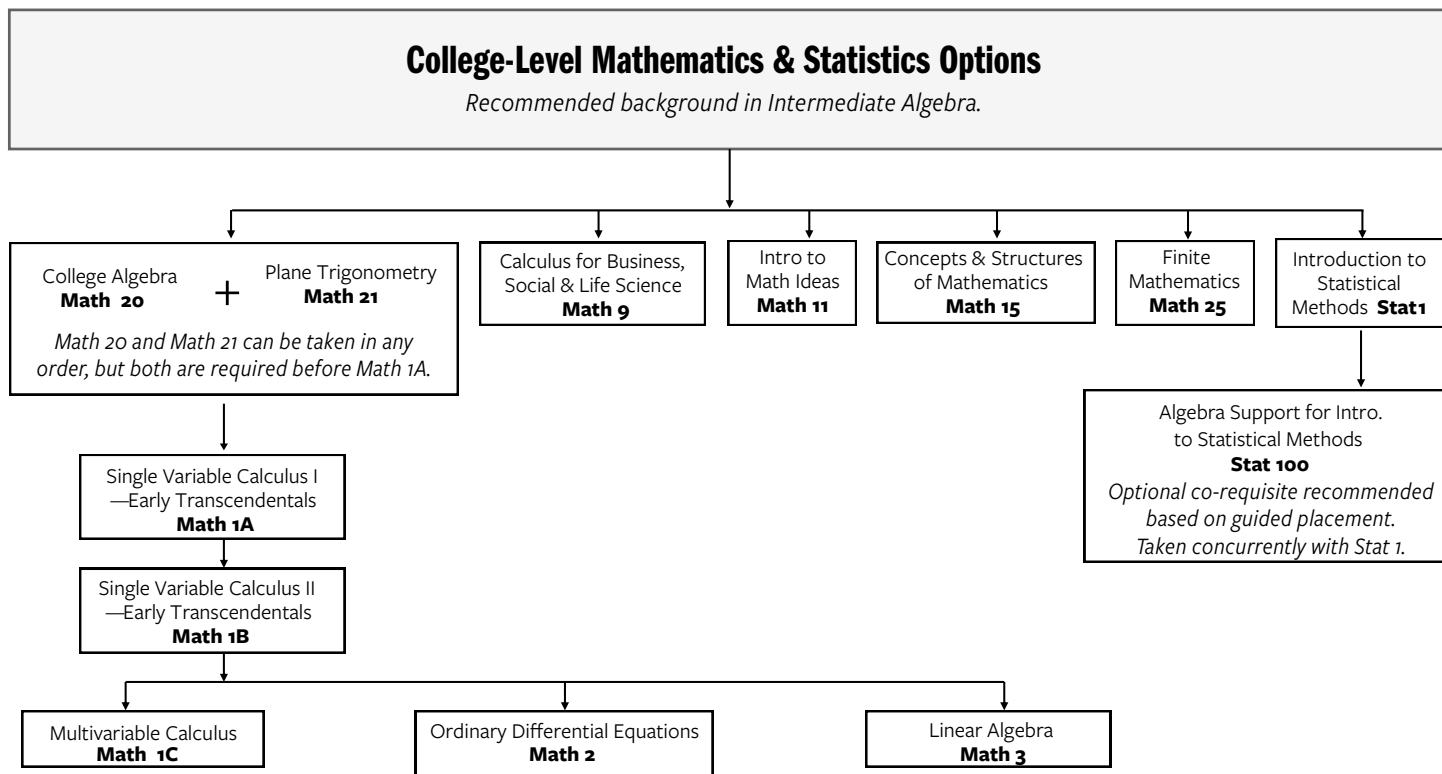 College-Level Mathematics & Statistics Options
Recommended background in Intermediate Algebra.
College Algebra
Math 20
+
Plane Trigonometry
Math 21
Math 20 and Math 21 can be taken in any
order, but both are required before Math 1A.
Calculus for Business,
Social & Life Science
Math 9
Intro to
Math Ideas
Math 11
Concepts & Structures
of Mathematics
Math 15
Finite
Mathematics
Math 25
Introduction to
Statistical
Methods Stat1
Algebra Support for Intro.
to Statistical Methods
Stat 100
Optional co-requisite recommended
based on guided placement.
Taken concurrently with Stat 1.
Single Variable Calculus I
—Early Transcendentals
Math 1A
Single Variable Calculus II
—Early Transcendentals
Math 1B
Multivariable Calculus
Math 1C
Ordinary Differential Equations
Math 2
Linear Algebra
Math 3